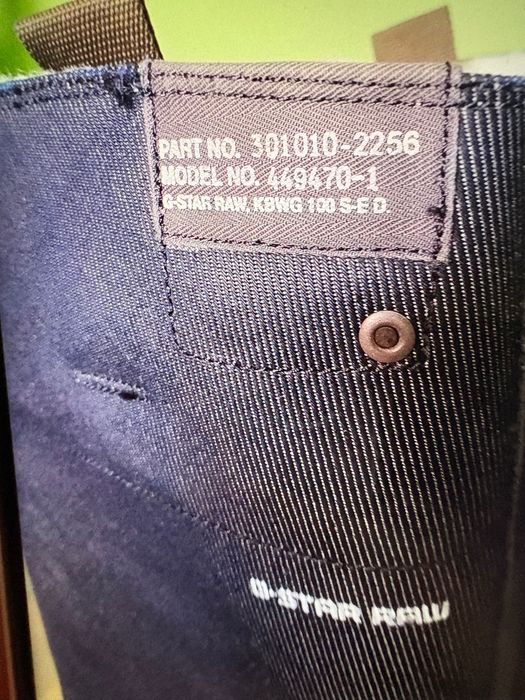 PART NO. 301010-2256
MODEL NO. 449470-1
G-STAR RAW, KBWG 100 S-E D.
G-STAR RAW